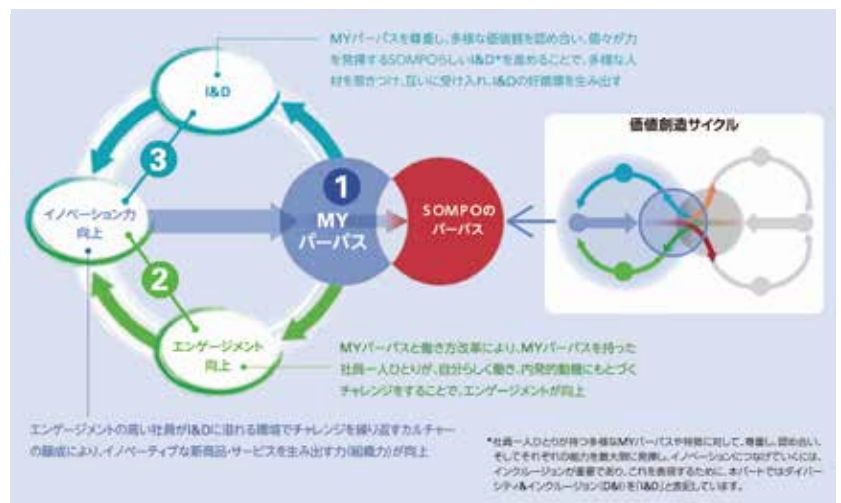 MYパーパスを尊重し、多様な価値観を認め合い、個々が力
を発揮するSOMPOらしいI&D*を進めることで、多様な人
材を惹きつけ、互いに受け入れ、I&Dの好循環を生み出す
I&D
価値創造サイクル
3
1
MY
パーパス
SOMPOの
パーパス
イノベーション力
向上
2
エンゲージメント
向上
MYパーパスと働き方改革により、MYパーパスを持った
社員一人ひとりが、自分らしく働き、内発的動機にもとづく
チャレンジをすることで、エンゲージメントが向上
エンゲージメントの高い社員がI&Dに溢れる環境でチャレンジを繰り返すカルチャー
の醸成により、イノベーティブな新商品・サービスを生み出す力(組織力)が向上
*社員一人ひとりが持つ多様なMYパーパスや特徴に対して、尊重し、認め合い、
そしてそれぞれの能力を最大限に発揮し、イノベーションにつなげていくには、
インクルージョンが重要であり、これを表現するために、本パートではダイバー
シティ&インクルージョン(D&I)を「I&D」と表記しています。